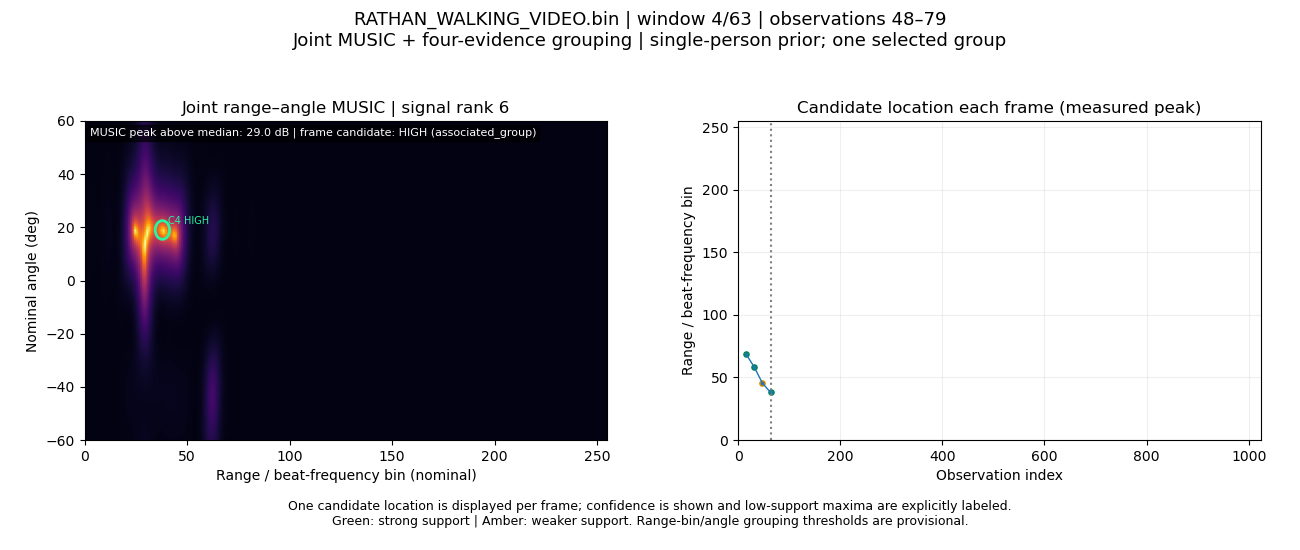 RATHAN_WALKING_VIDEO.bin | window 4/63 | observations 48–79
Joint MUSIC + four-evidence grouping | single-person prior; one selected group
Joint range–angle MUSIC | signal rank 6
MUSIC peak above median: 29.0 dB | frame candidate: HIGH (associated_group)
C4 HIGH
60
40
20
0
−20
−40
−60
Nominal angle (deg)
0
50
100
150
200
250
Range / beat-frequency bin (nominal)
Candidate location each frame (measured peak)
250
200
150
100
50
0
Range / beat-frequency bin
0
200
400
600
800
1000
Observation index
One candidate location is displayed per frame; confidence is shown and low-support maxima are explicitly labeled.
Green: strong support | Amber: weaker support. Range-bin/angle grouping thresholds are provisional.